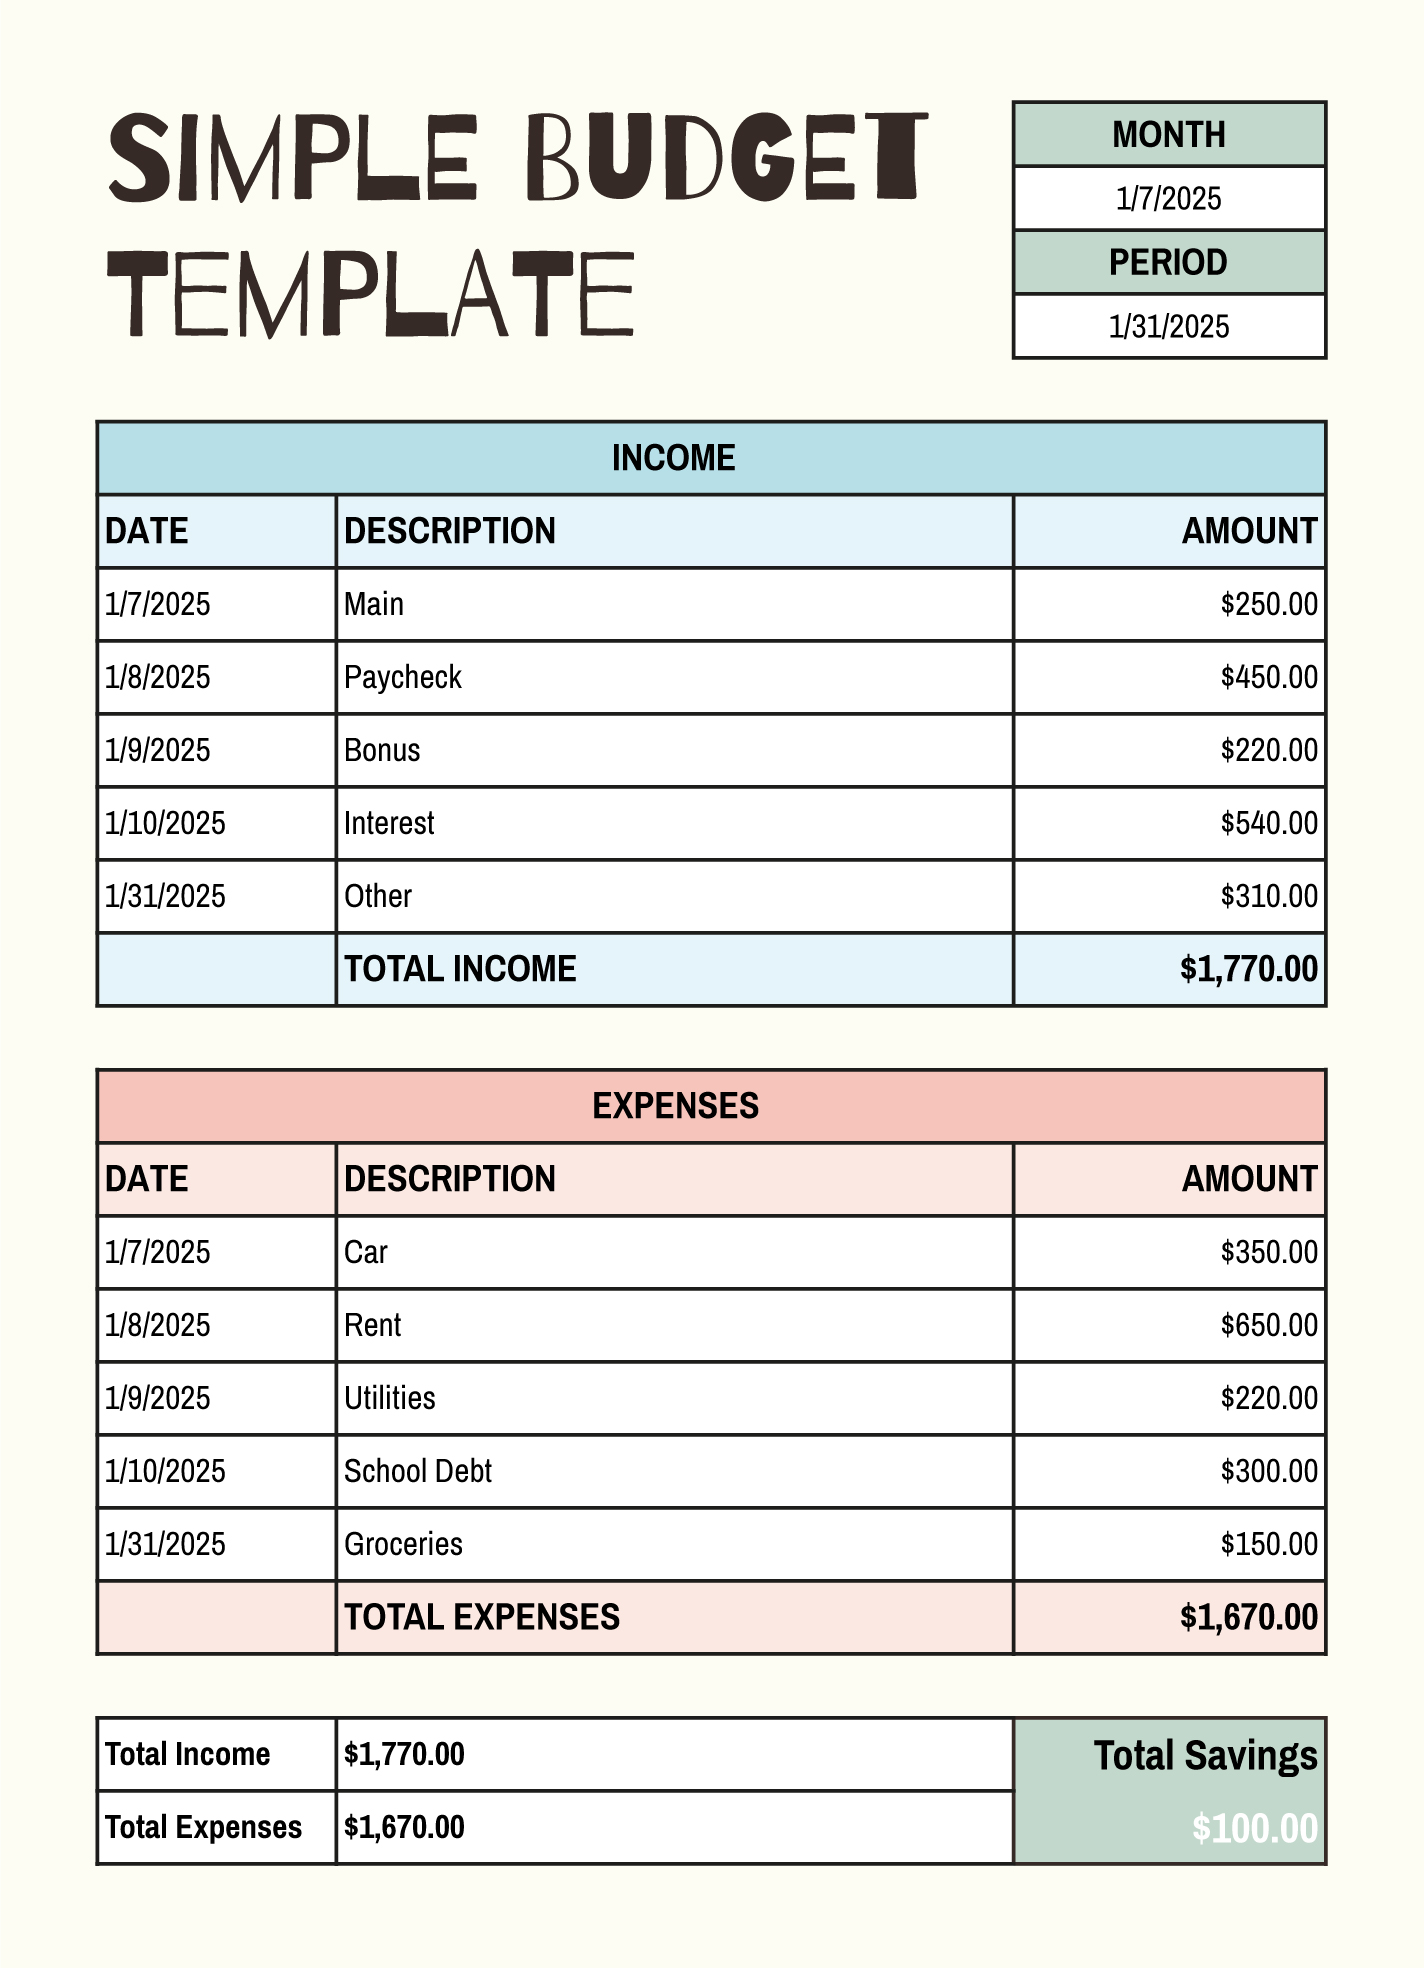 SIMPLE BUDGET
TEMPLATE
MONTH
1/7/2025
PERIOD
1/31/2025
INCOME
DATE DESCRIPTION AMOUNT
1/7/2025 Main $250.00
1/8/2025 Paycheck $450.00
1/9/2025 Bonus $220.00
1/10/2025 Interest $540.00
1/31/2025 Other $310.00
TOTAL INCOME $1,770.00
EXPENSES
DATE DESCRIPTION AMOUNT
1/7/2025 Car $350.00
1/8/2025 Rent $650.00
1/9/2025 Utilities $220.00
1/10/2025 School Debt $300.00
1/31/2025 Groceries $150.00
TOTAL EXPENSES $1,670.00
Total Income $1,770.00 Total Savings
Total Expenses $1,670.00 $100.00